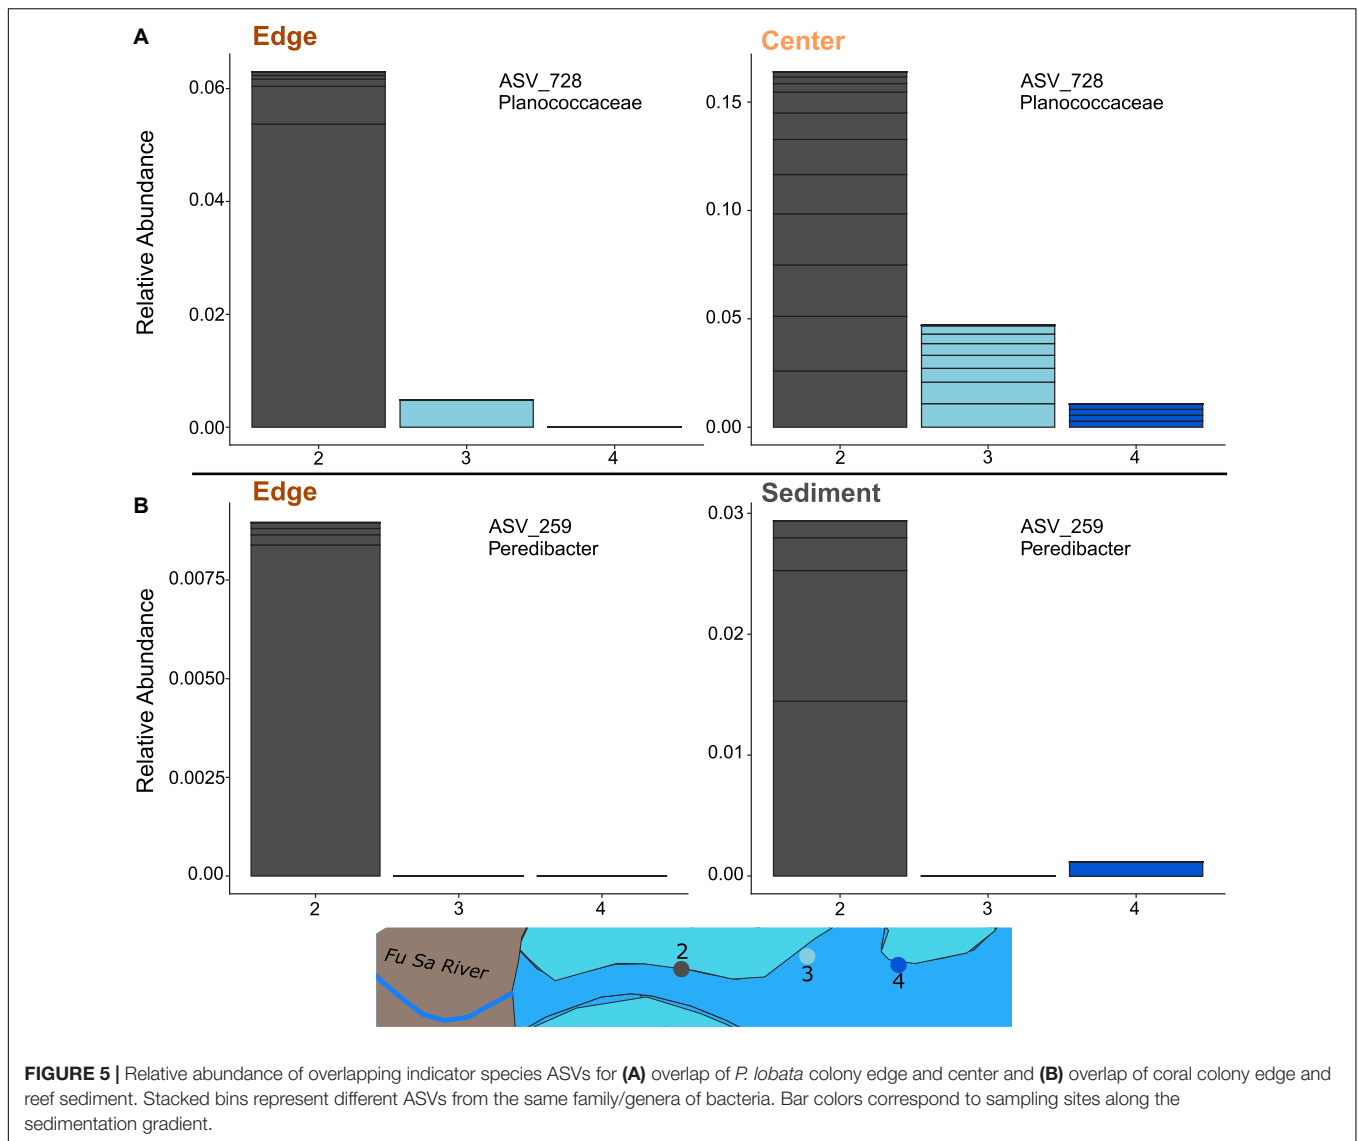 A
Edge
Center
ASV_728
Planococcaceae
ASV_728
Planococcaceae
Relative Abundance
0.06
0.04
0.02
0.00
2
3
4
0.15
0.10
0.05
0.00
2
3
4
B
Edge
Sediment
ASV_259
Peredibacter
ASV_259
Peredibacter
Relative Abundance
0.0075
0.0050
0.0025
0.00
2
3
4
0.03
0.02
0.01
0.00
2
3
4
Fu Sa River
2
3
4
FIGURE 5 | Relative abundance of overlapping indicator species ASVs for (A) overlap of P. lobata colony edge and center and (B) overlap of coral colony edge and
reef sediment. Stacked bins represent different ASVs from the same family/genera of bacteria. Bar colors correspond to sampling sites along the
sedimentation gradient.